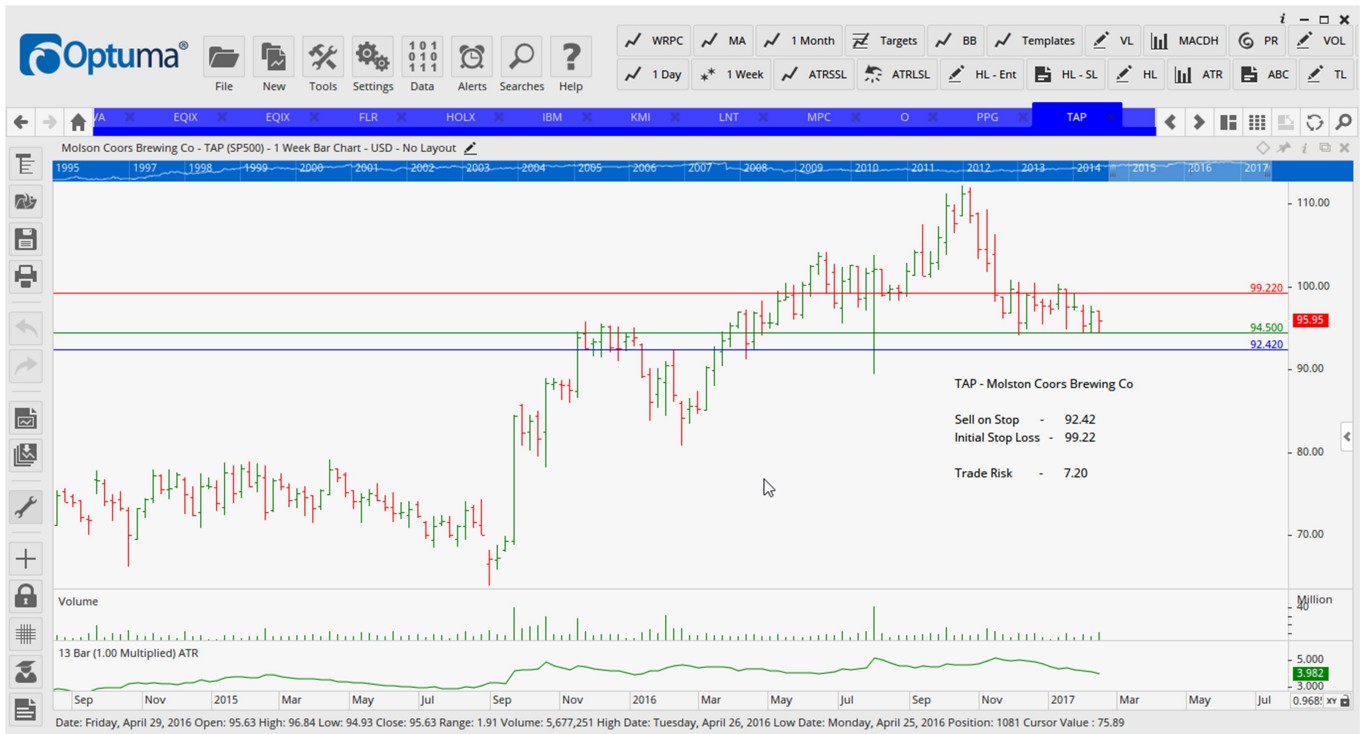 Optuma®
File
New
Tools
Settings
101
010
111
Data
Alerts
Searches
?
Help
i
WRPC
MA
1 Month
Targets
BB
Templates
VL
MACDH
PR
VOL
1 Day
1 Week
ATRSSL
ATRLSL
HL - Ent
HL - SL
HL
ATR
ABC
TL
VA
EQIX
EQIX
FLR
HOLX
IBM
KMI
LNT
MPC
O
PPG
TAP
Molson Coors Brewing Co - TAP (SP500) - 1 Week Bar Chart - USD - No Layout
i
1995 1997 1998 1999 2000 2001 2002 2003 2004 2005 2006 2007 2008 2009 2010 2011 2012 2013 2014 2015 2016 2017
110.00
100.00
99.220
95.95
94.500
92.420
90.00
TAP - Molston Coors Brewing Co
Sell on Stop - 92.42
Initial Stop Loss - 99.22
80.00
Trade Risk - 7.20
70.00
Volume
Million
40
13 Bar (1.00 Multiplied) ATR
5.000
3.982
3.000
Sep Nov 2015 Mar May Jul Sep Nov 2016 Mar May Jul Sep Nov 2017 Mar May Jul
XY
Date: Friday, April 29, 2016 Open: 95.63 High: 96.84 Low: 94.93 Close: 95.63 Range: 1.91 Volume: 5,677,251 High Date: Tuesday, April 26, 2016 Low Date: Monday, April 25, 2016 Position: 1081 Cursor Value : 75.89